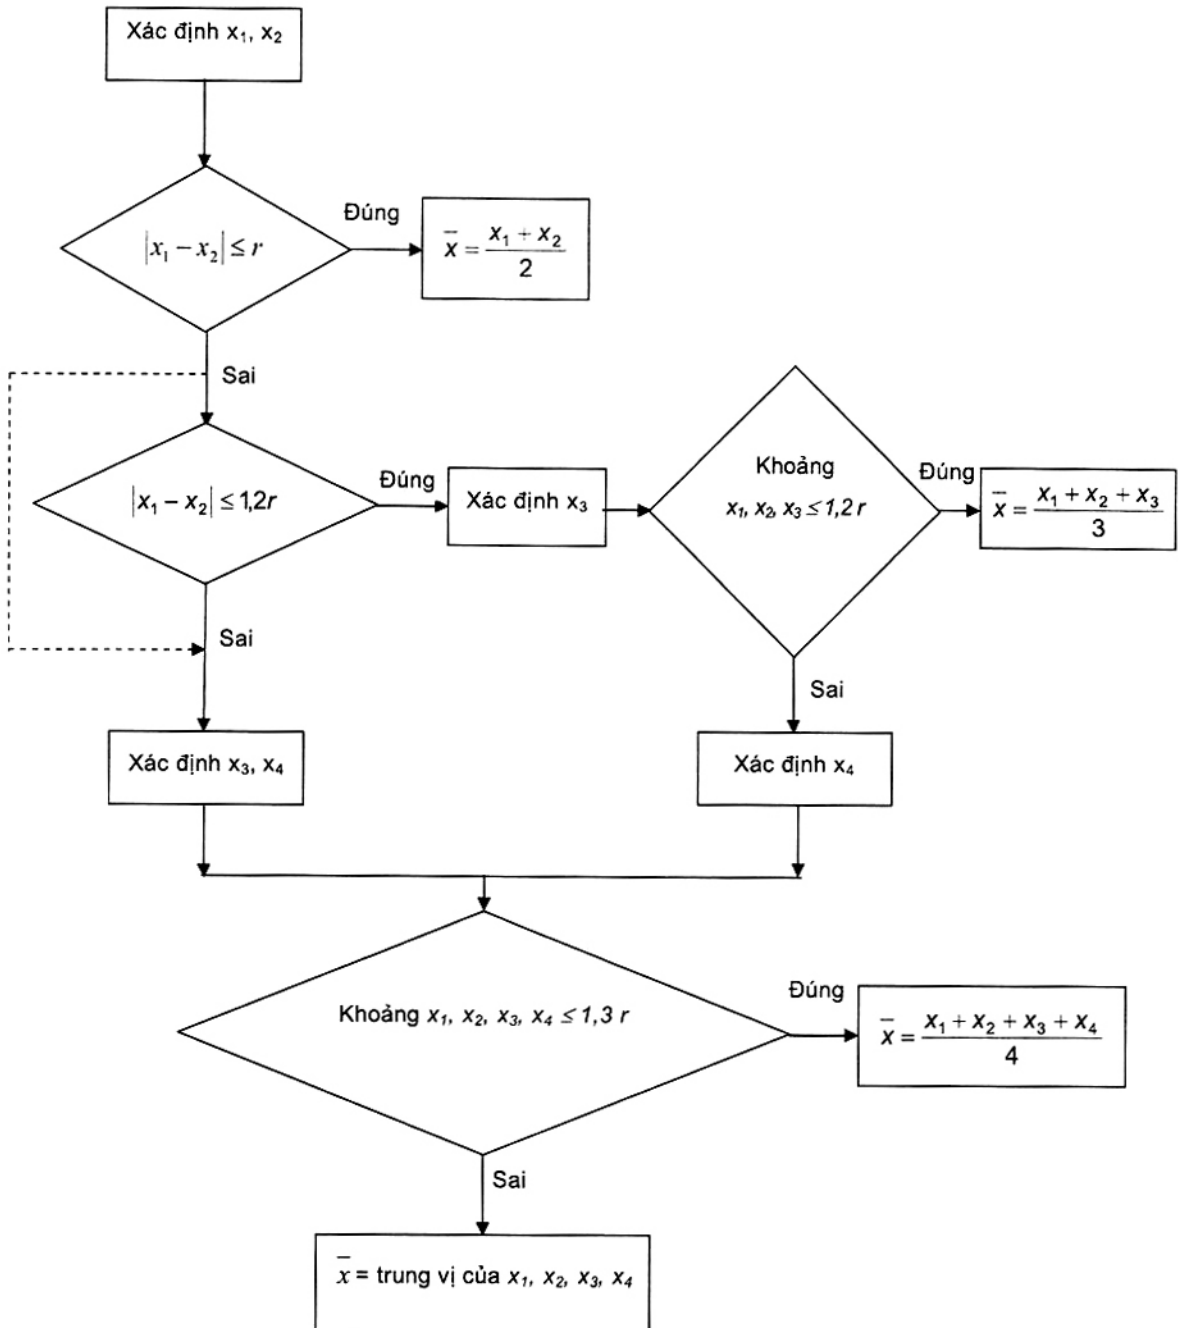 Xác định x₁, x₂
|x₁ − x₂| ≤ r
Đúng
x̄ = (x₁ + x₂)/2
Sai
|x₁ − x₂| ≤ 1,2r
Đúng
Xác định x₃
Khoảng
x₁, x₂, x₃ ≤ 1,2 r
Đúng
x̄ = (x₁ + x₂ + x₃)/3
Sai
Sai
Xác định x₃, x₄
Xác định x₄
Khoảng x₁, x₂, x₃, x₄ ≤ 1,3 r
Đúng
x̄ = (x₁ + x₂ + x₃ + x₄)/4
Sai
x̄ = trung vị của x₁, x₂, x₃, x₄